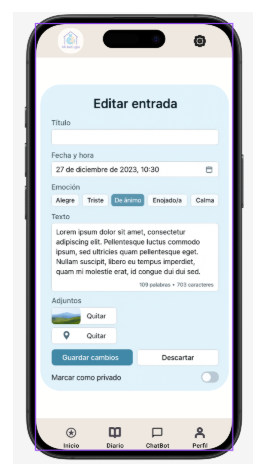 Editar entrada
Título
Fecha y hora
27 de diciembre de 2023, 10:30
Emoción
Alegre Triste De ánimo Enojado/a Calma
Texto
Lorem ipsum dolor sit amet, consectetur
adipiscing elit. Pellentesque luctus commodo
ipsum, sed ultricies quam pellentesque eget.
Nullam suscipit, libero eu tempus imperdiet,
quam mi molestie erat, id congue dui dui sed.
109 palabras • 703 caracteres
Adjuntos
Quitar
Quitar
Guardar cambios Descartar
Marcar como privado
Inicio Diario ChatBot Perfil